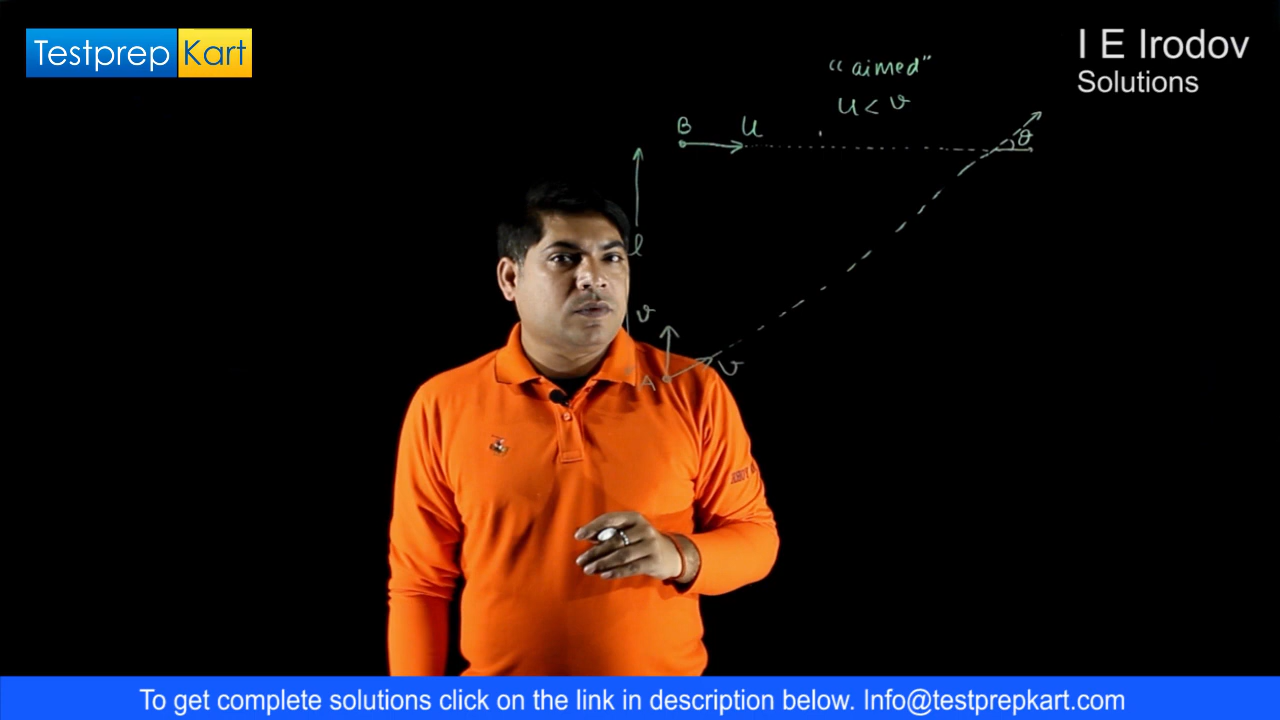 Testprep Kart
I E Irodov
Solutions
"aimed"
u < v
B
u
θ
l
v
A
v
To get complete solutions click on the link in description below. Info@testprepkart.com